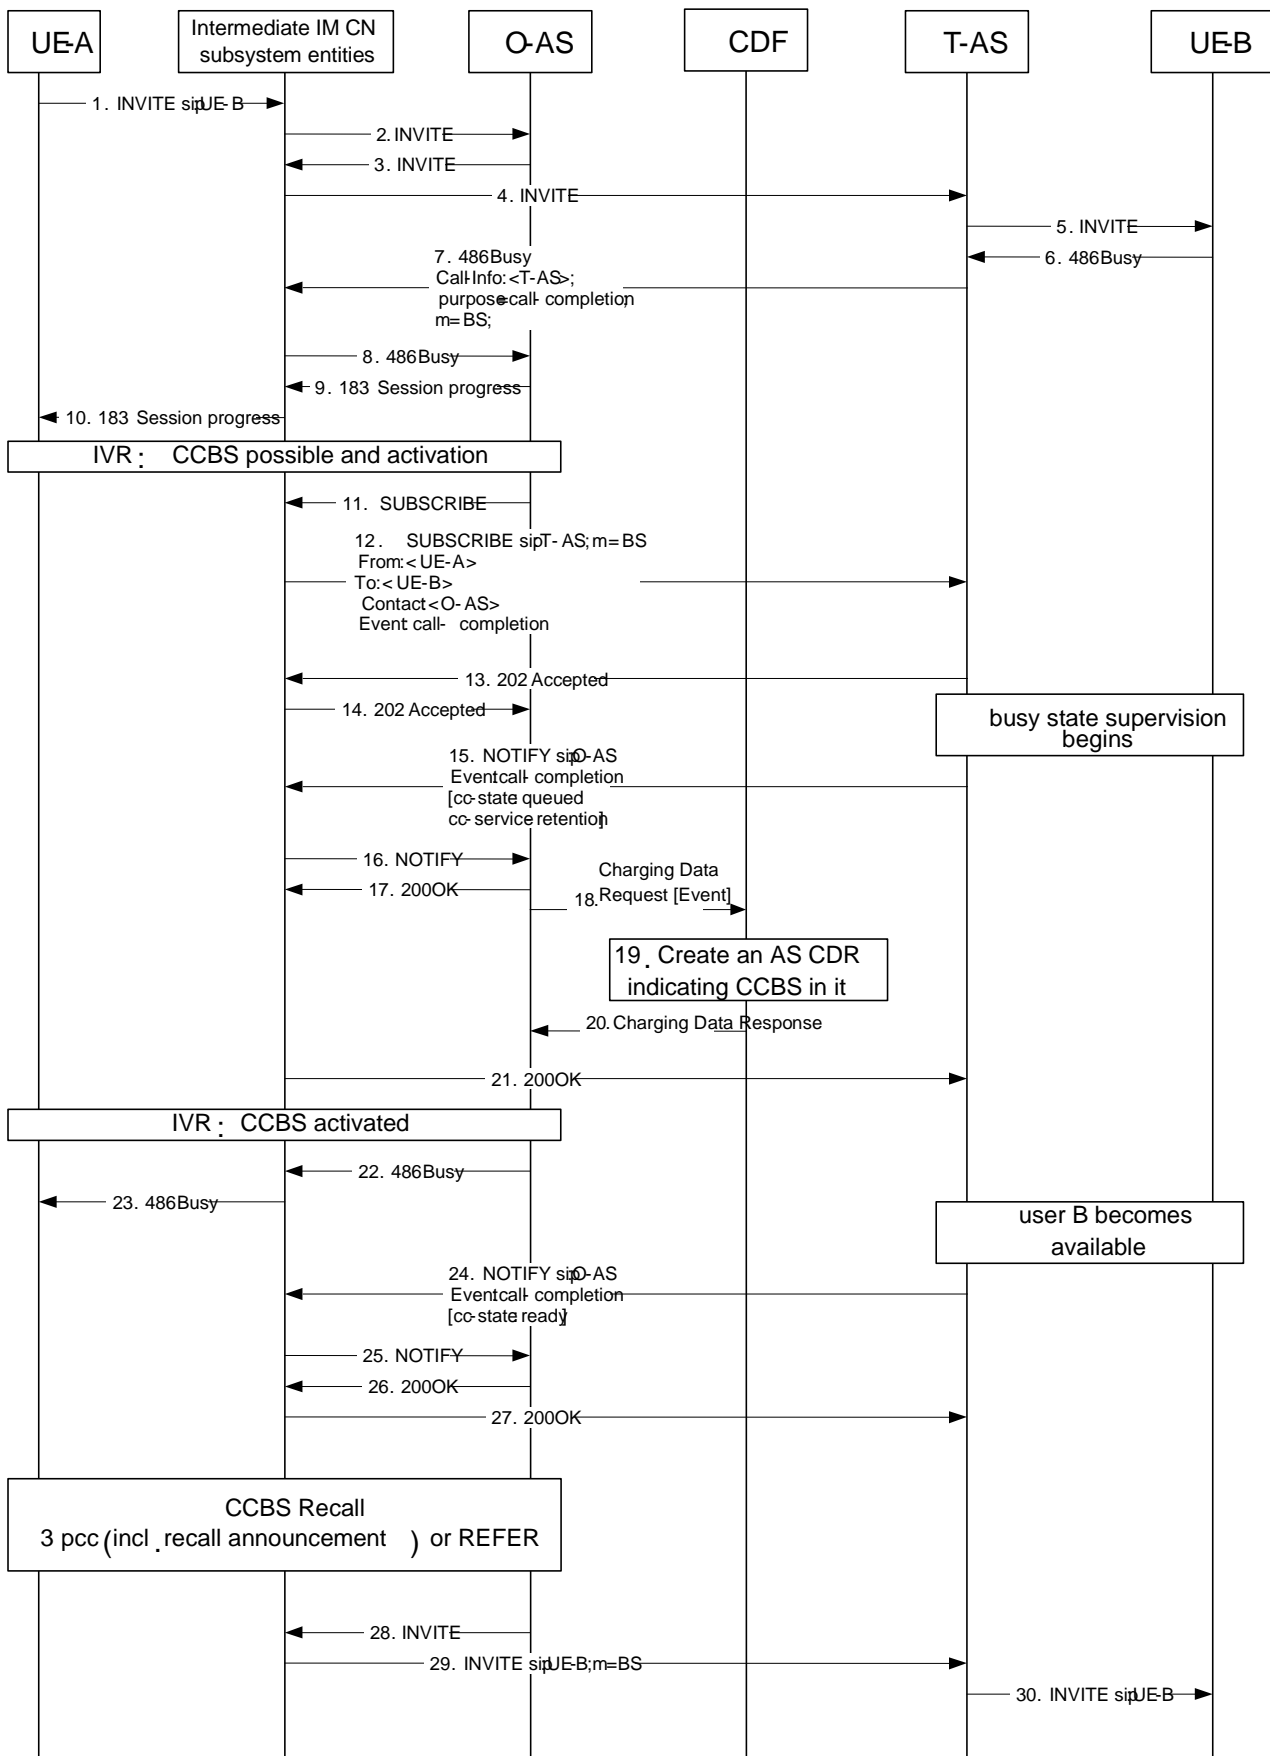 UE-A
Intermediate IM CN
subsystem entities
O-AS
CDF
T-AS
UE-B
1. INVITE sip:UE-B
2. INVITE
3. INVITE
4. INVITE
5. INVITE
6. 486 Busy
7. 486 Busy
Call-Info:<T-AS>;
purpose=call-completion;
m=BS;
8. 486 Busy
9. 183 Session progress
10. 183 Session progress
IVR: CCBS possible and activation
11. SUBSCRIBE
12. SUBSCRIBE sip:T-AS;m=BS
From:<UE-A>
To:<UE-B>
Contact:<O-AS>
Event: call-completion
13. 202 Accepted
14. 202 Accepted
busy state supervision
begins
15. NOTIFY sip:O-AS
Event:call-completion
[cc-state: queued
cc-service retention]
16. NOTIFY
17. 200 OK
Charging Data
18. Request [Event]
19. Create an AS CDR
indicating CCBS in it
20. Charging Data Response
21. 200 OK
IVR: CCBS activated
22. 486 Busy
23. 486 Busy
user B becomes
available
24. NOTIFY sip:O-AS
Event:call-completion
[cc-state: ready]
25. NOTIFY
26. 200 OK
27. 200 OK
CCBS Recall
3 pcc (incl. recall announcement) or REFER
28. INVITE
29. INVITE sip:UE-B;m=BS
30. INVITE sip:UE-B